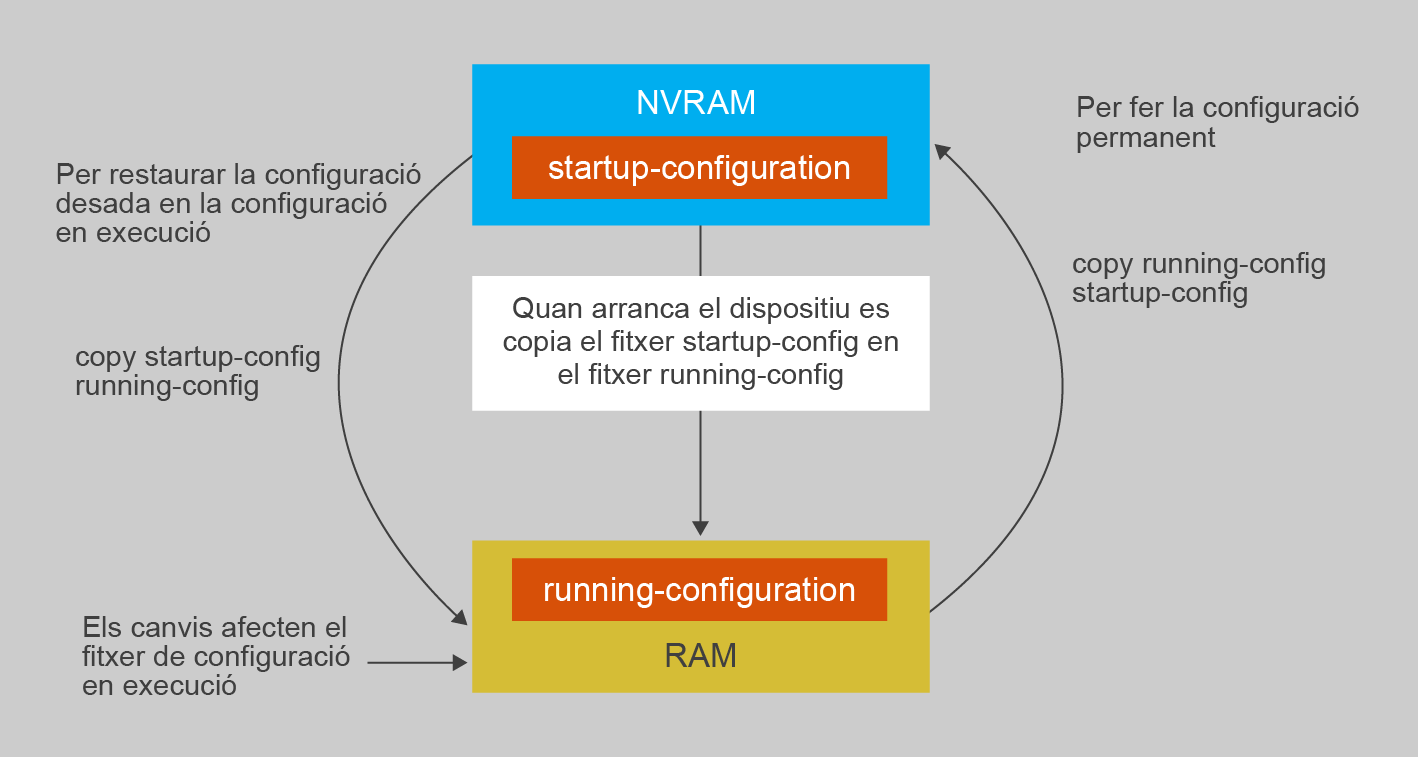 NVRAM
startup-configuration
Per fer la configuració
permanent
Per restaurar la configuració
desada en la configuració
en execució
copy running-config
startup-config
Quan arranca el dispositiu es
copia el fitxer startup-config en
el fitxer running-config
copy startup-config
running-config
running-configuration
RAM
Els canvis afecten el
fitxer de configuració
en execució